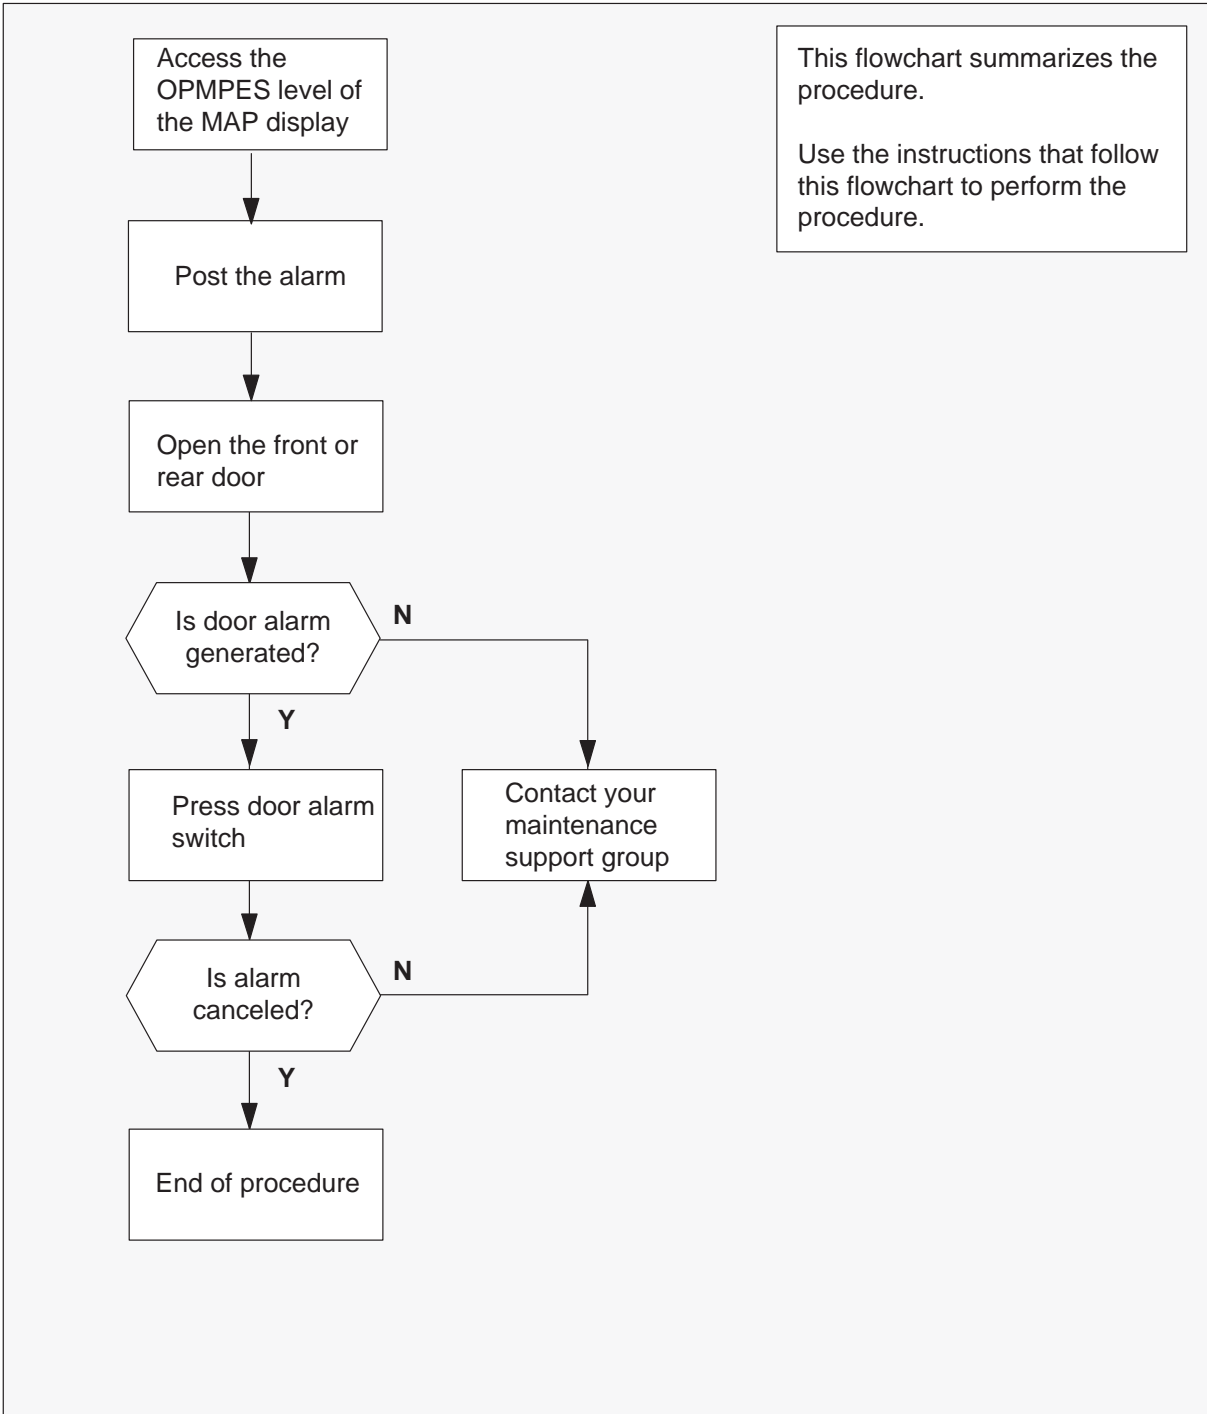 Access the
OPMPES level of
the MAP display
This flowchart summarizes the
procedure.
Use the instructions that follow
this flowchart to perform the
procedure.
Post the alarm
Open the front or
rear door
Is door alarm
generated?
N
Y
Press door alarm
switch
Contact your
maintenance
support group
Is alarm
canceled?
N
Y
End of procedure